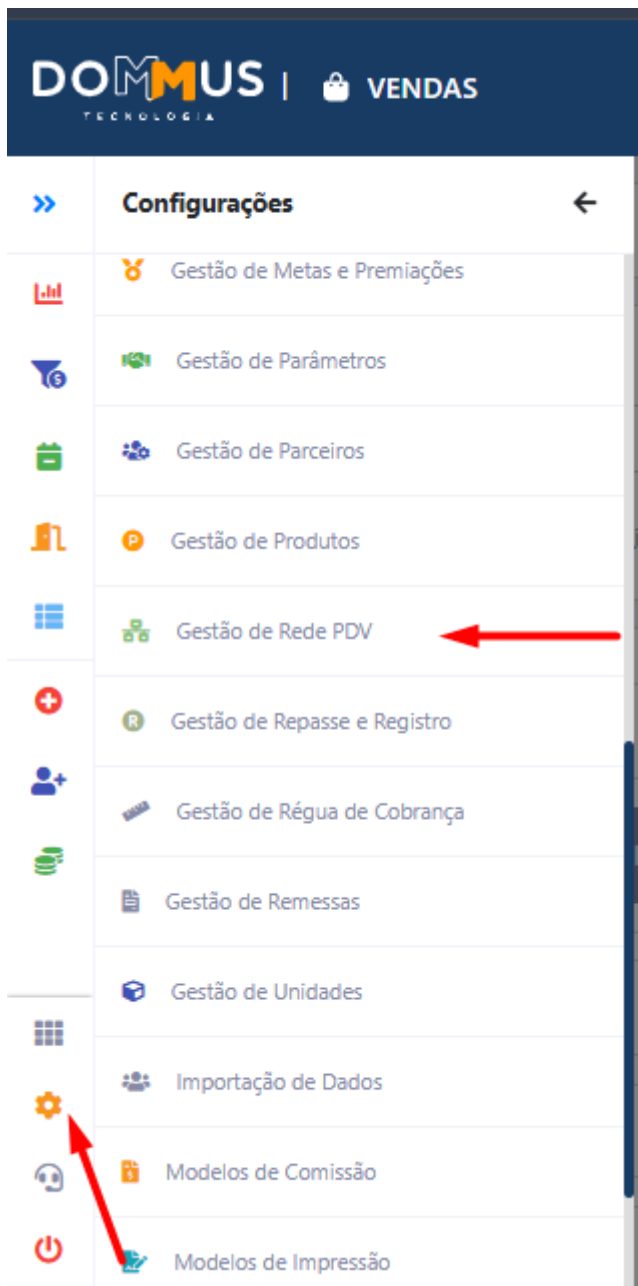 DOMMUS | VENDAS
TECNOLOGIA
Configurações
Gestão de Metas e Premiações
Gestão de Parâmetros
Gestão de Parceiros
P Gestão de Produtos
Gestão de Rede PDV
R Gestão de Repasse e Registro
Gestão de Régua de Cobrança
Gestão de Remessas
Gestão de Unidades
Importação de Dados
Modelos de Comissão
Modelos de Impressão